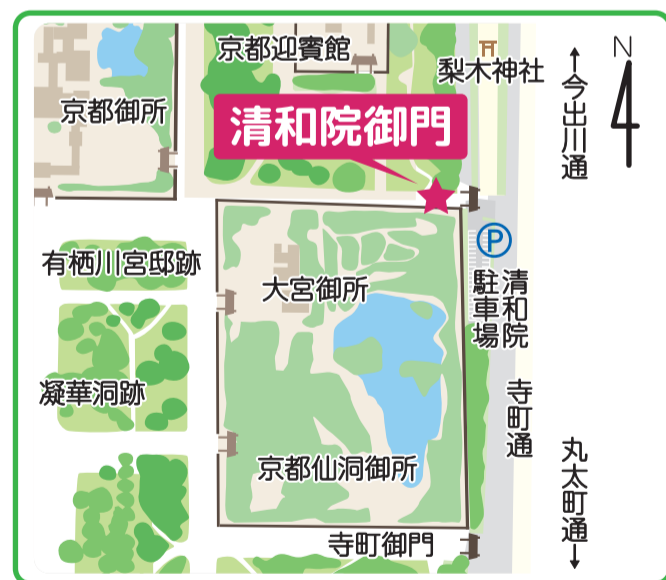 京都迎賓館
梨木神社
N
↑今出川通
京都御所
清和院御門
P
有栖川宮邸跡
大宮御所
清和院
駐車場
凝華洞跡
寺町通
京都仙洞御所
丸太町通↓
寺町御門